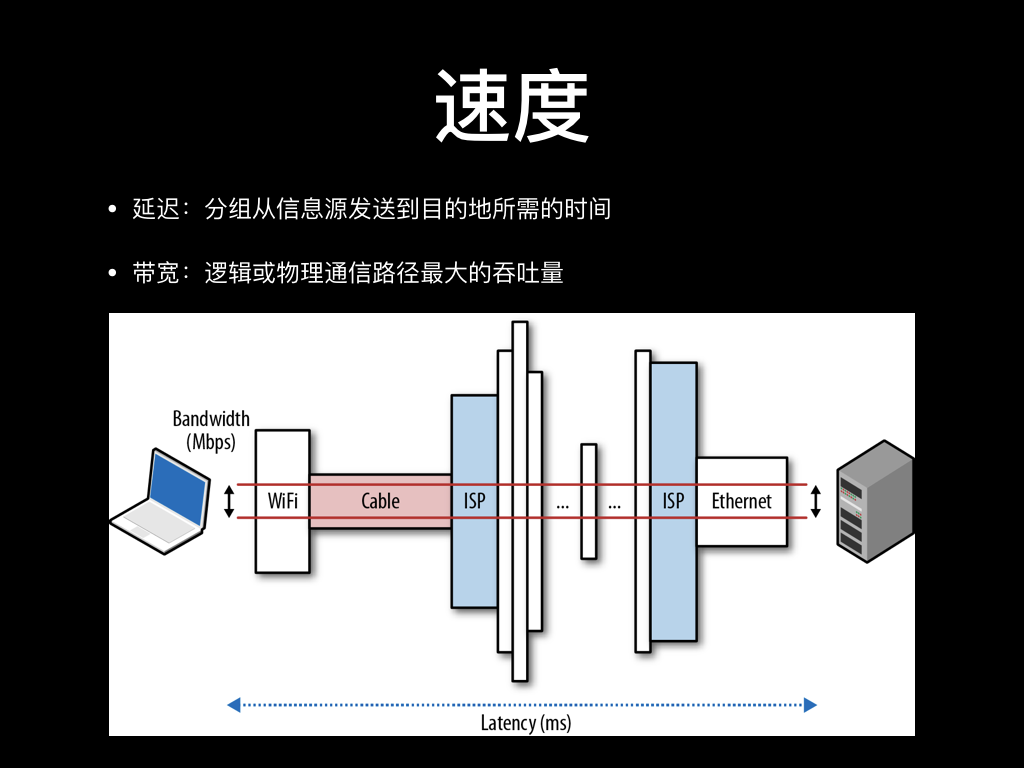 速度
• 延迟：分组从信息源发送到目的地所需的时间
• 带宽：逻辑或物理通信路径最大的吞吐量
Bandwidth
(Mbps)
WiFi
Cable
ISP
...
...
ISP
Ethernet
Latency (ms)